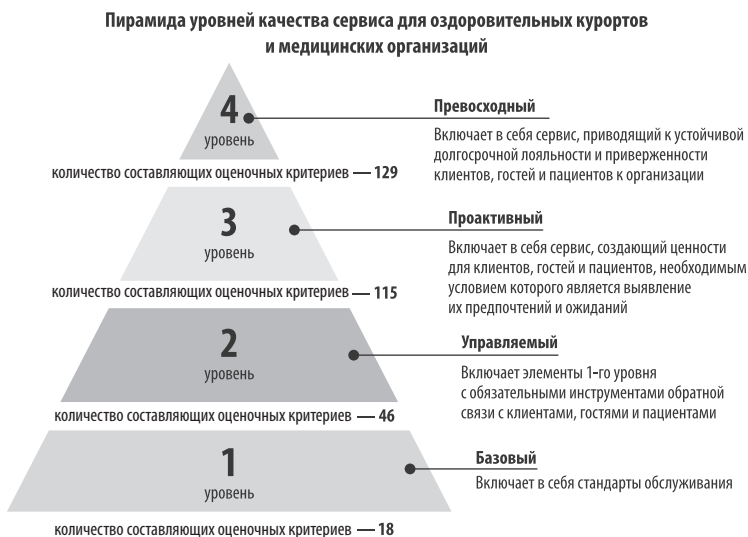 Пирамида уровней качества сервиса для оздоровительных курортов
и медицинских организаций
4
уровень
Превосходный
Включает в себя сервис, приводящий к устойчивой
долгосрочной лояльности и приверженности
клиентов, гостей и пациентов к организации
количество составляющих оценочных критериев — 129
3
уровень
Проактивный
Включает в себя сервис, создающий ценности
для клиентов, гостей и пациентов, необходимым
условием которого является выявление
их предпочтений и ожиданий
количество составляющих оценочных критериев — 115
2
уровень
Управляемый
Включает элементы 1-го уровня
с обязательными инструментами обратной
связи с клиентами, гостями и пациентами
количество составляющих оценочных критериев — 46
1
уровень
Базовый
Включает в себя стандарты обслуживания
количество составляющих оценочных критериев — 18